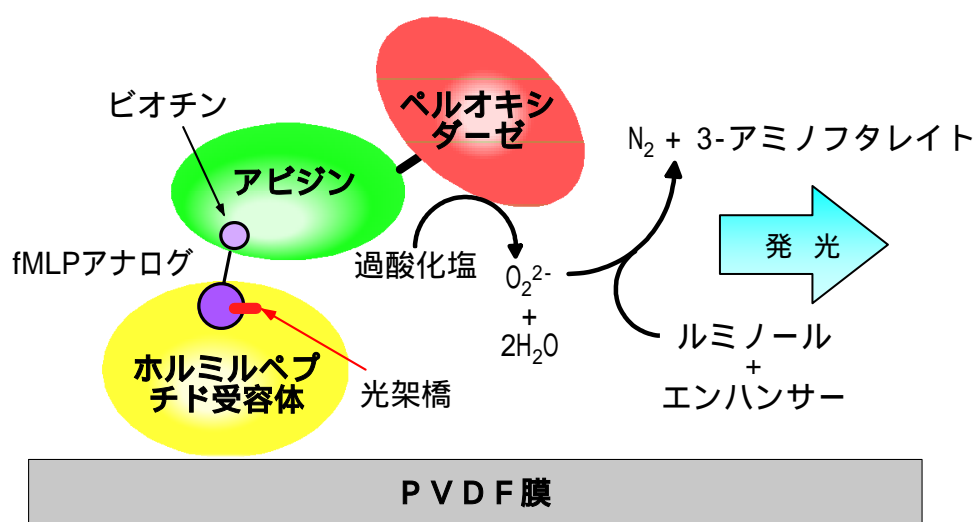 ペルオキシ
ダーゼ
ビオチン
N₂ + 3-アミノフタレイト
アビジン
発 光
fMLPアナログ
過酸化塩
O₂²⁻
+
2H₂O
ルミノール
+
エンハンサー
ホルミルペプ
チド受容体
光架橋
PVDF膜